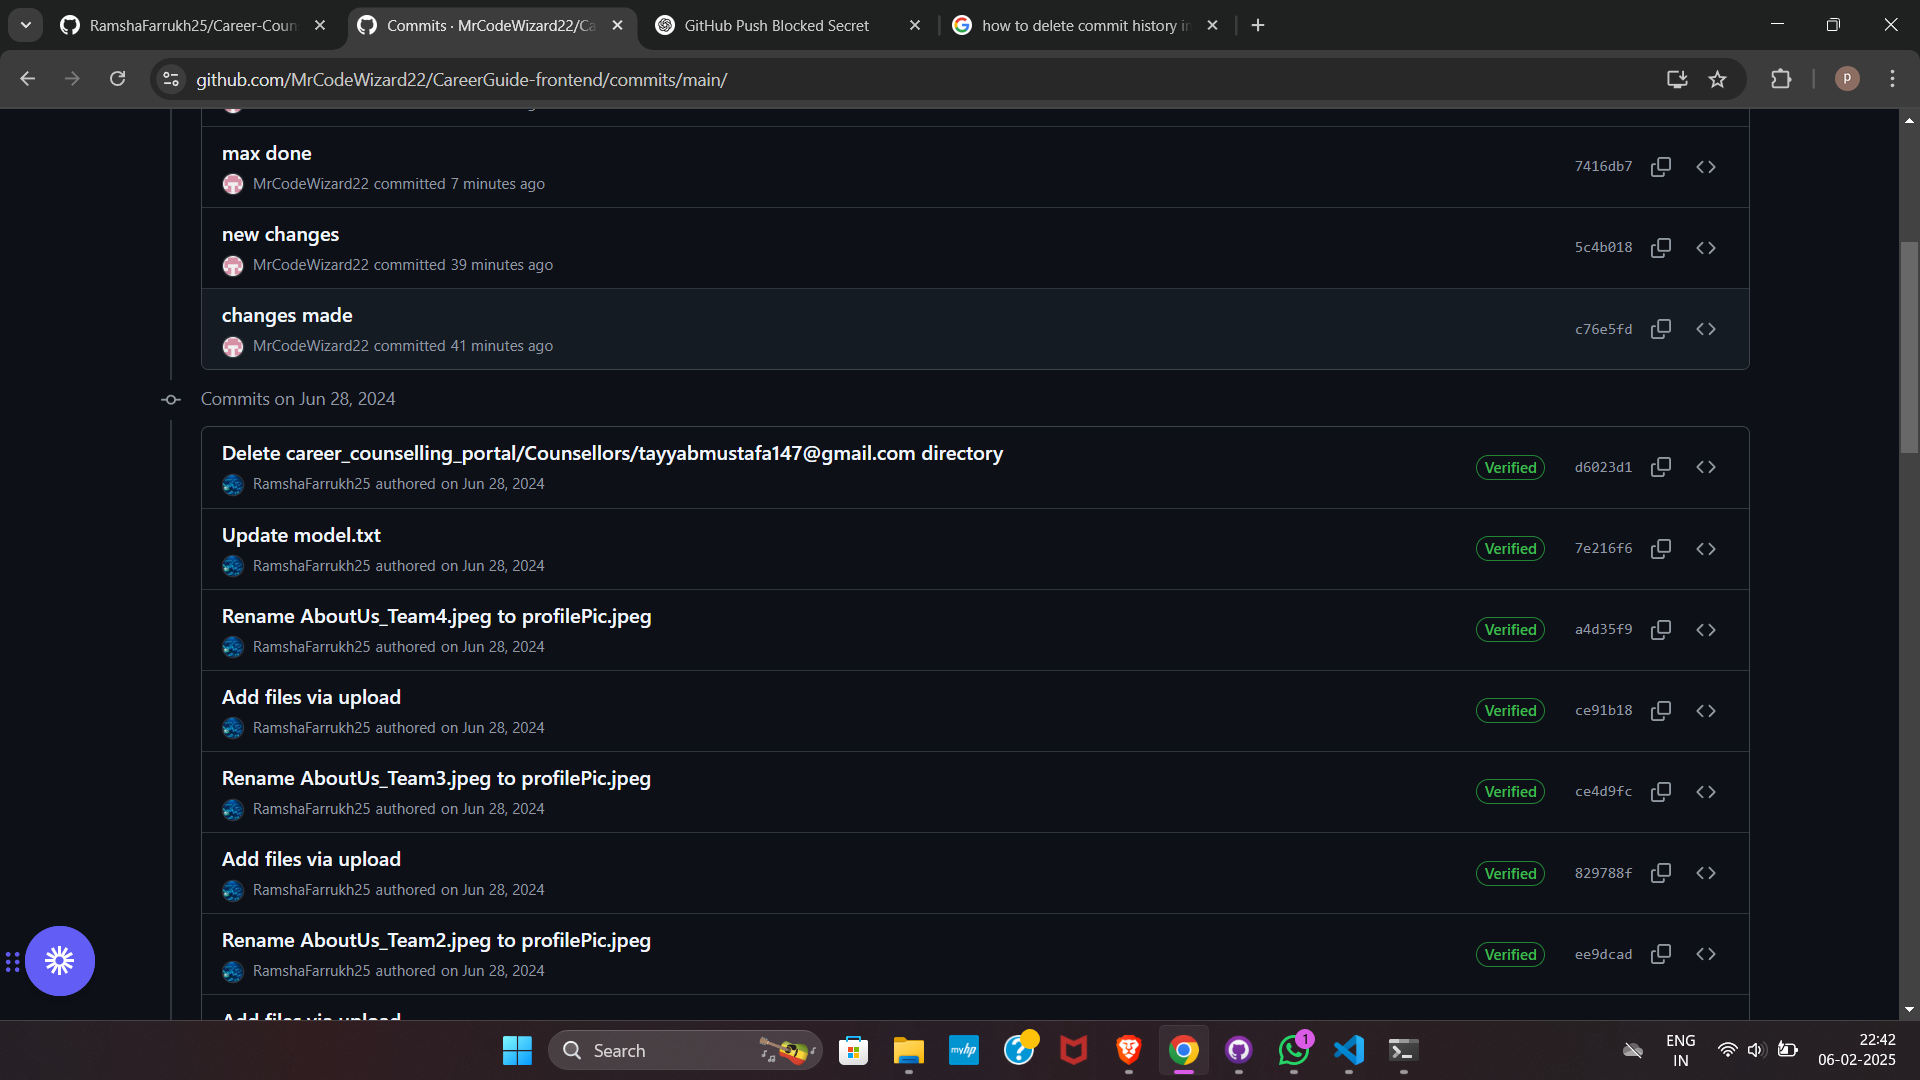 RamshaFarrukh25/Career-Coun
Commits · MrCodeWizard22/Ca
GitHub Push Blocked Secret
how to delete commit history in
github.com/MrCodeWizard22/CareerGuide-frontend/commits/main/
P
max done
MrCodeWizard22 committed 7 minutes ago
7416db7
new changes
MrCodeWizard22 committed 39 minutes ago
5c4b018
changes made
MrCodeWizard22 committed 41 minutes ago
c76e5fd
Commits on Jun 28, 2024
Delete career_counselling_portal/Counsellors/tayyabmustafa147@gmail.com directory
RamshaFarrukh25 authored on Jun 28, 2024
Verified
d6023d1
Update model.txt
RamshaFarrukh25 authored on Jun 28, 2024
Verified
7e216f6
Rename AboutUs_Team4.jpeg to profilePic.jpeg
RamshaFarrukh25 authored on Jun 28, 2024
Verified
a4d35f9
Add files via upload
RamshaFarrukh25 authored on Jun 28, 2024
Verified
ce91b18
Rename AboutUs_Team3.jpeg to profilePic.jpeg
RamshaFarrukh25 authored on Jun 28, 2024
Verified
ce4d9fc
Add files via upload
RamshaFarrukh25 authored on Jun 28, 2024
Verified
829788f
Rename AboutUs_Team2.jpeg to profilePic.jpeg
RamshaFarrukh25 authored on Jun 28, 2024
Verified
ee9dcad
Add files via upload
Search
myhp
1
ENG
IN
22:42
06-02-2025